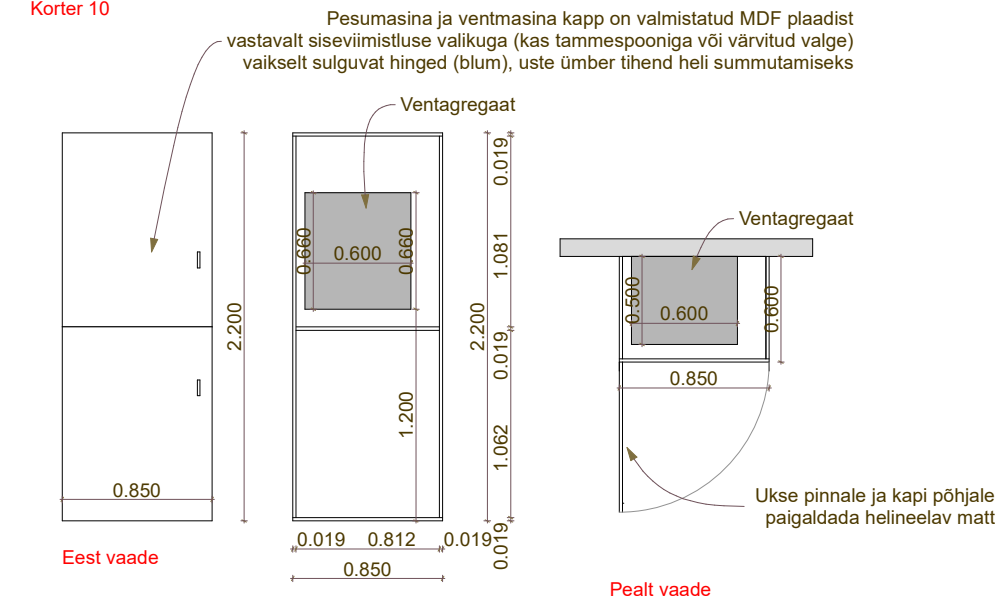 Korter 10
Pesumasina ja ventmasina kapp on valmistatud MDF plaadist
vastavalt siseviimistluse valikuga (kas tammespooniga või värvitud valge)
vaikselt sulguvat hinged (blum), uste ümber tihend heli summutamiseks
Ventagregaat
2.200
0.850
Eest vaade
0.660
0.600
0.660
1.200
2.200
0.019
1.081
0.019
1.062
0.019
0.019
0.812
0.019
0.850
Ventagregaat
0.500
0.600
0.600
0.850
Ukse pinnale ja kapi põhjale
paigaldada helineelav matt
Pealt vaade